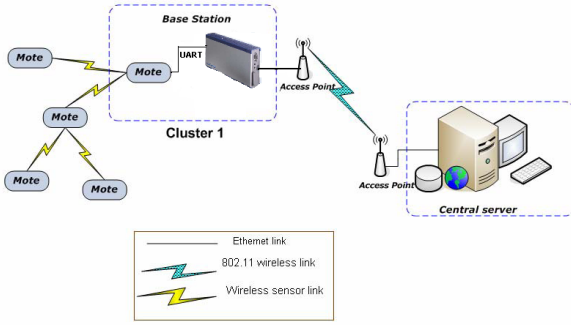 Base Station
Mote
UART
Mote
Access Point
Mote
Cluster 1
Mote
Mote
Access Point
Central server
Ethernet link
802.11 wireless link
Wireless sensor link